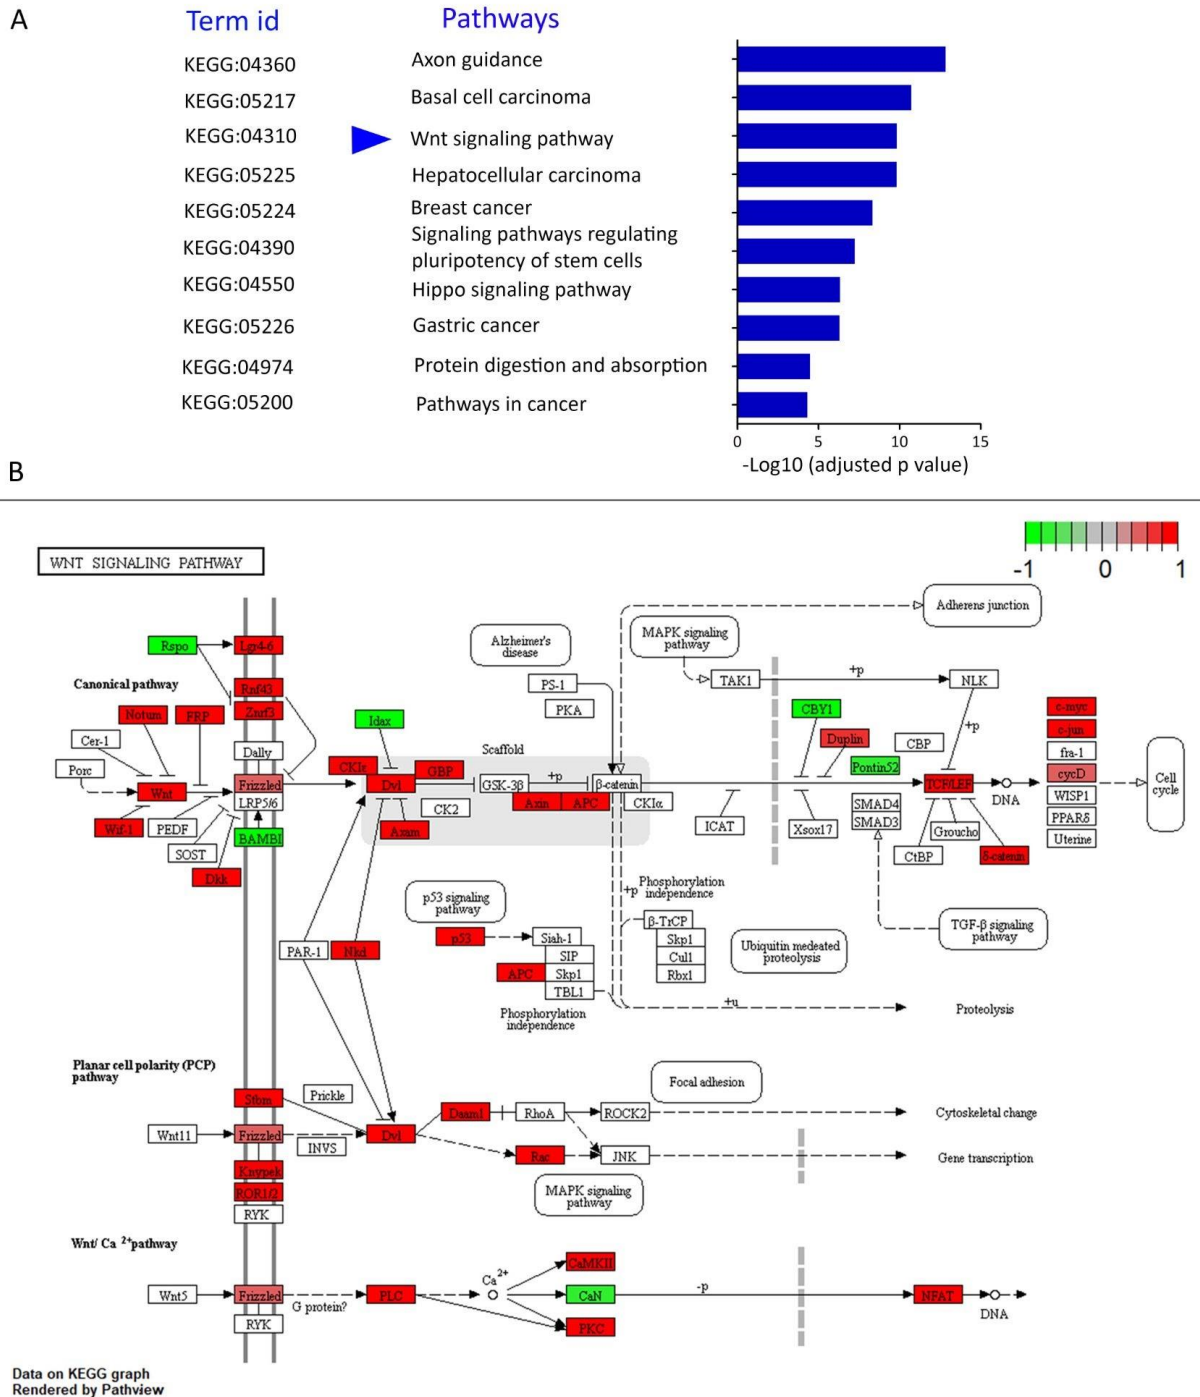 A
Term id
Pathways
KEGG:04360
Axon guidance
KEGG:05217
Basal cell carcinoma
KEGG:04310
Wnt signaling pathway
KEGG:05225
Hepatocellular carcinoma
KEGG:05224
Breast cancer
KEGG:04390
Signaling pathways regulating
pluripotency of stem cells
KEGG:04550
Hippo signaling pathway
KEGG:05226
Gastric cancer
KEGG:04974
Protein digestion and absorption
KEGG:05200
Pathways in cancer
0 5 10 15
-Log10 (adjusted p value)
B
-1 0 1
WNT SIGNALING PATHWAY
Adherens junction
Alzheimer's
disease
MAPK signaling
pathway
Rspo
Lgr4-6
Canonical pathway
Rnf43
Znrf3
Notum
FRP
Cer-1
Porc
Dally
Wnt
Frizzled
LRP5/6
Wif-1
PEDF
BAMBI
SOST
Dkk
Idax
Scaffold
CKIε
Dvl
GBP
GSK-3β
+p
β-catenin
CK2
Axin
APC
CKIα
Axam
PS-1
PKA
TAK1
+p
NLK
CBY1
Duplin
CBP
+p
Pontin52
TCF/LEF
DNA
SMAD4
SMAD3
ICAT
Xsox17
Groucho
CtBP
δ-catenin
c-myc
c-jun
fra-1
cycD
WISP1
PPARδ
Uterine
Cell
cycle
p53 signaling
pathway
+p
Phosphorylation
independence
p53
Siah-1
SIP
APC
Skp1
TBL1
Phosphorylation
independence
β-TrCP
Skp1
Cul1
Rbx1
Ubiquitin medeated
proteolysis
TGF-β signaling
pathway
+u
Proteolysis
PAR-1
Nkd
Planar cell polarity (PCP)
pathway
Stbm
Prickle
Wnt11
Frizzled
INVS
Dvl
Knypek
ROR1/2
RYK
Daam1
RhoA
ROCK2
Focal adhesion
Cytoskeletal change
Rac
JNK
Gene transcription
MAPK signaling
pathway
Wnt/ Ca 2+pathway
Wnt5
Frizzled
RYK
G protein?
PLC
Ca2+
CaMKII
CaN
PKC
-p
NFAT
DNA
Data on KEGG graph
Rendered by Pathview